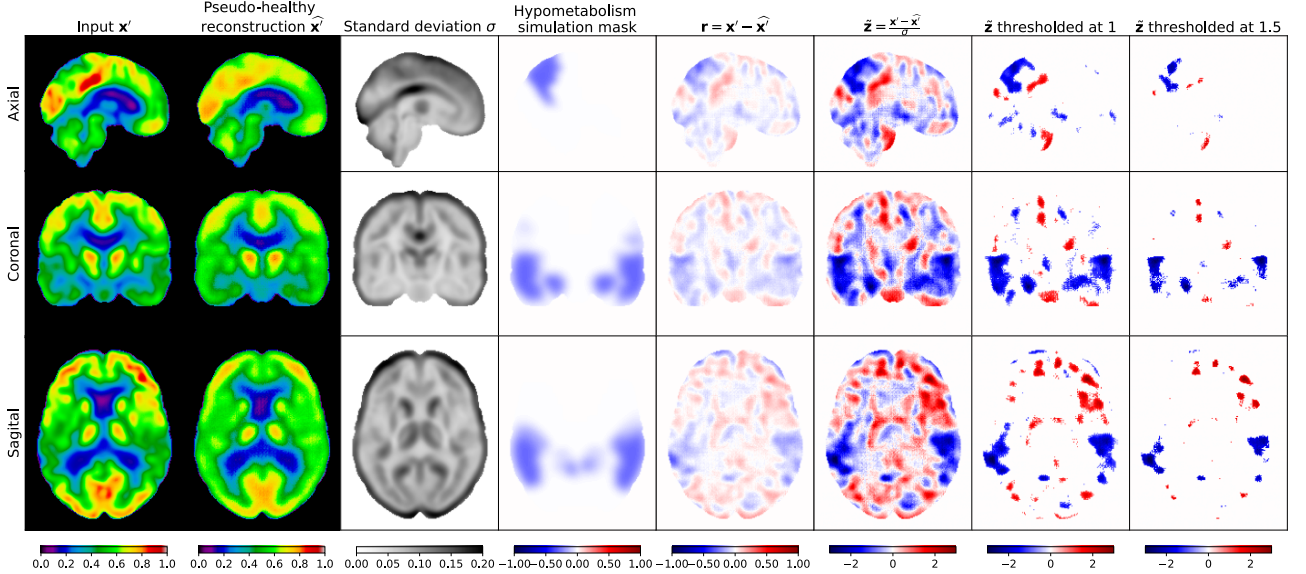 Input x′
Pseudo-healthy
reconstruction x̂′
Standard deviation σ
Hypometabolism
simulation mask
r = x′ − x̂′
z̃ = (x′ − x̂′)/σ
z̃ thresholded at 1
z̃ thresholded at 1.5
Axial
Coronal
Sagital
0.0 0.2 0.4 0.6 0.8 1.0
0.0 0.2 0.4 0.6 0.8 1.0
0.00 0.05 0.10 0.15 0.20
−1.00 −0.50 0.00 0.50 1.00
−1.00 −0.50 0.00 0.50 1.00
−2 0 2
−2 0 2
−2 0 2